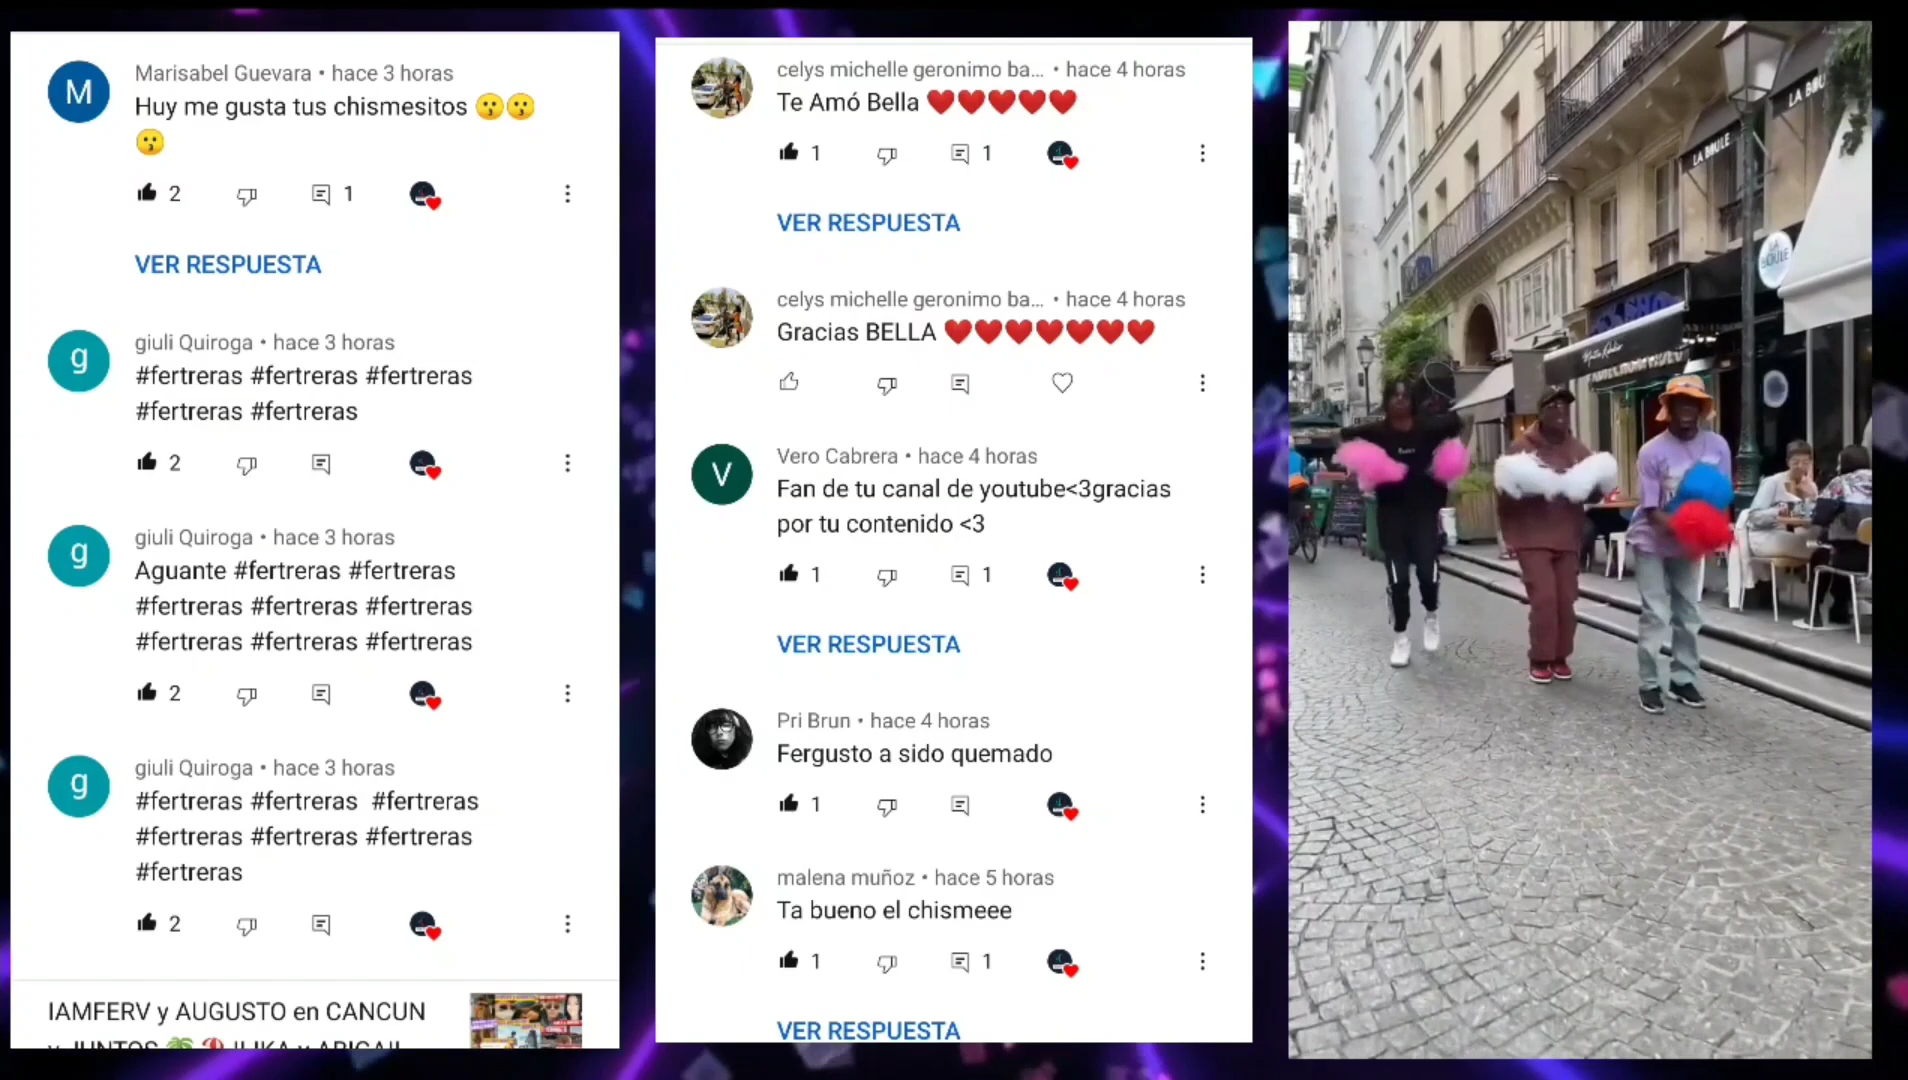 M
Marisabel Guevara • hace 3 horas
Huy me gusta tus chismesitos 😗😗
😗
2
1
VER RESPUESTA
g
giuli Quiroga • hace 3 horas
#fertreras #fertreras #fertreras
#fertreras #fertreras
2
g
giuli Quiroga • hace 3 horas
Aguante #fertreras #fertreras
#fertreras #fertreras #fertreras
#fertreras #fertreras #fertreras
2
g
giuli Quiroga • hace 3 horas
#fertreras #fertreras #fertreras
#fertreras #fertreras #fertreras
#fertreras
2
IAMFERV y AUGUSTO en CANCUN
y JUNTOS 🌴 🏖 JUKA y ABIGAIL
celys michelle geronimo ba... • hace 4 horas
Te Amó Bella ❤❤❤❤❤
1
1
VER RESPUESTA
celys michelle geronimo ba... • hace 4 horas
Gracias BELLA ❤❤❤❤❤❤❤
V
Vero Cabrera • hace 4 horas
Fan de tu canal de youtube<3gracias
por tu contenido <3
1
1
VER RESPUESTA
Pri Brun • hace 4 horas
Fergusto a sido quemado
1
malena muñoz • hace 5 horas
Ta bueno el chismeee
1
1
VER RESPUESTA
LA BOULE
LA
BOULE